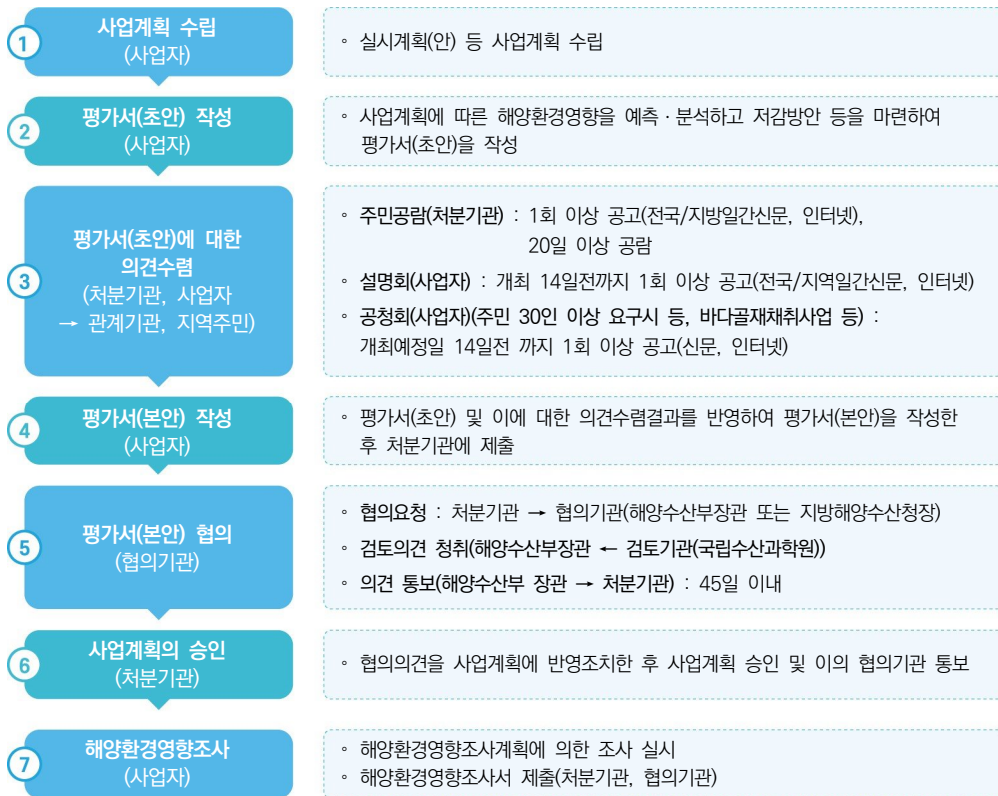 1
사업계획 수립
(사업자)
◦ 실시계획(안) 등 사업계획 수립
2
평가서(초안) 작성
(사업자)
◦ 사업계획에 따른 해양환경영향을 예측·분석하고 저감방안 등을 마련하여
평가서(초안)을 작성
3
평가서(초안)에 대한
의견수렴
(처분기관, 사업자
→ 관계기관, 지역주민)
◦ 주민공람(처분기관) : 1회 이상 공고(전국/지방일간신문, 인터넷),
20일 이상 공람
◦ 설명회(사업자) : 개최 14일전까지 1회 이상 공고(전국/지역일간신문, 인터넷)
◦ 공청회(사업자)(주민 30인 이상 요구시 등, 바다골재채취사업 등) :
개최예정일 14일전 까지 1회 이상 공고(신문, 인터넷)
4
평가서(본안) 작성
(사업자)
◦ 평가서(초안) 및 이에 대한 의견수렴결과를 반영하여 평가서(본안)을 작성한
후 처분기관에 제출
5
평가서(본안) 협의
(협의기관)
◦ 협의요청 : 처분기관 → 협의기관(해양수산부장관 또는 지방해양수산청장)
◦ 검토의견 청취(해양수산부장관 ← 검토기관(국립수산과학원))
◦ 의견 통보(해양수산부 장관 → 처분기관) : 45일 이내
6
사업계획의 승인
(처분기관)
◦ 협의의견을 사업계획에 반영조치한 후 사업계획 승인 및 이의 협의기관 통보
7
해양환경영향조사
(사업자)
◦ 해양환경영향조사계획에 의한 조사 실시
◦ 해양환경영향조사서 제출(처분기관, 협의기관)